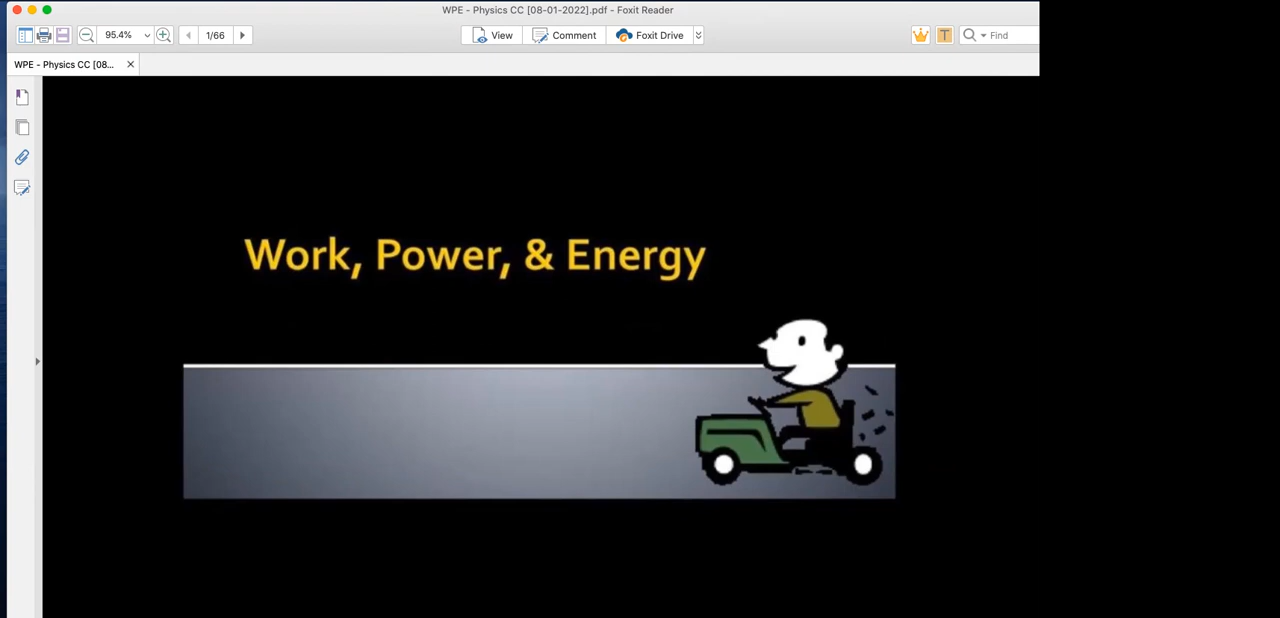 WPE - Physics CC [08-01-2022].pdf - Foxit Reader
95.4%
1/66
View
Comment
Foxit Drive
T
Find
WPE - Physics CC [08...
Work, Power, & Energy